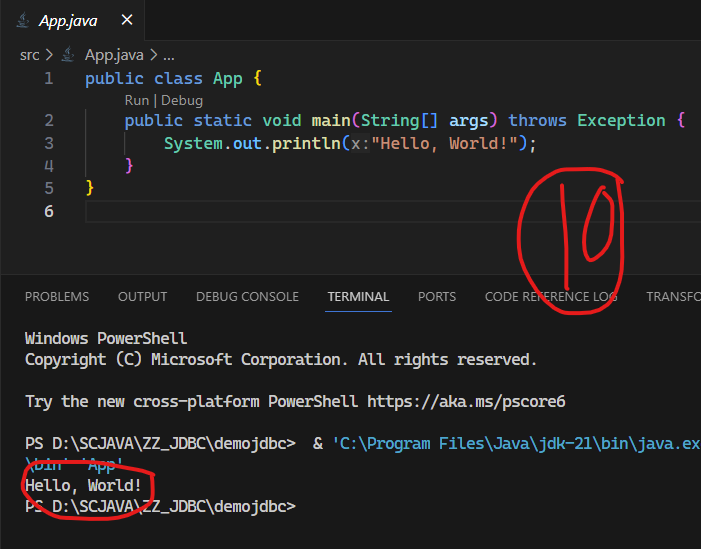 App.java ×
src > App.java > ...
1 public class App {
Run | Debug
2 public static void main(String[] args) throws Exception {
3 System.out.println(x:"Hello, World!");
4 }
5 }
6
10
PROBLEMS OUTPUT DEBUG CONSOLE TERMINAL PORTS CODE REFERENCE LOG TRANSFO
Windows PowerShell
Copyright (C) Microsoft Corporation. All rights reserved.
Try the new cross-platform PowerShell https://aka.ms/pscore6
PS D:\SCJAVA\ZZ_JDBC\demojdbc>  & 'C:\Program Files\Java\jdk-21\bin\java.ex
\bin' 'App'
Hello, World!
PS D:\SCJAVA\ZZ_JDBC\demojdbc>